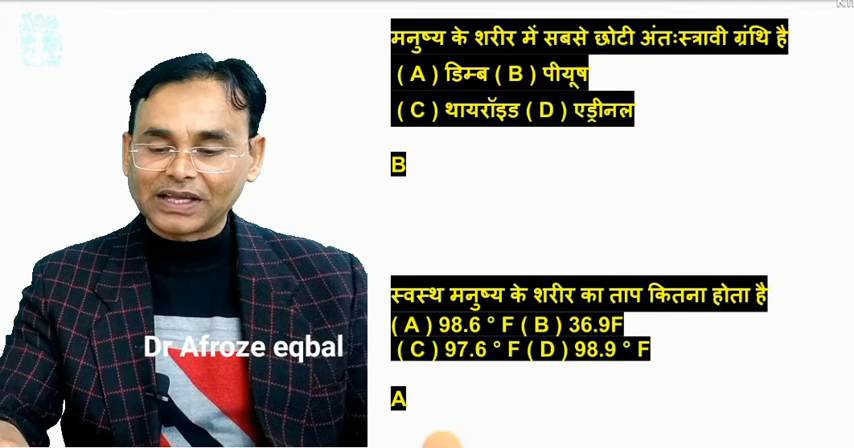 मनुष्य के शरीर में सबसे छोटी अंतःस्त्रावी ग्रंथि है
( A ) डिम्ब ( B ) पीयूष
( C ) थायरॉइड ( D ) एड्रीनल
B
स्वस्थ मनुष्य के शरीर का ताप कितना होता है
( A ) 98.6 ° F ( B ) 36.9F
( C ) 97.6 ° F ( D ) 98.9 ° F
A
Dr Afroze eqbal